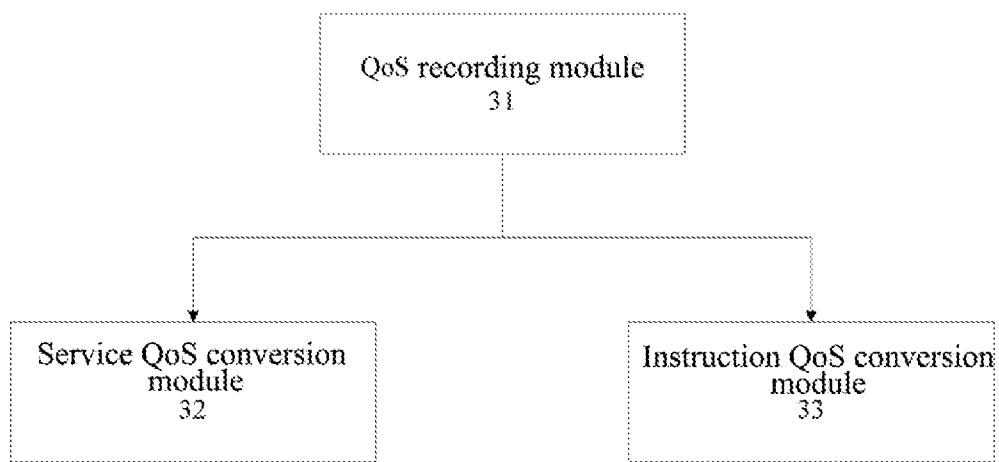 QoS recording module
31
Service QoS conversion
module
32
Instruction QoS conversion
module
33